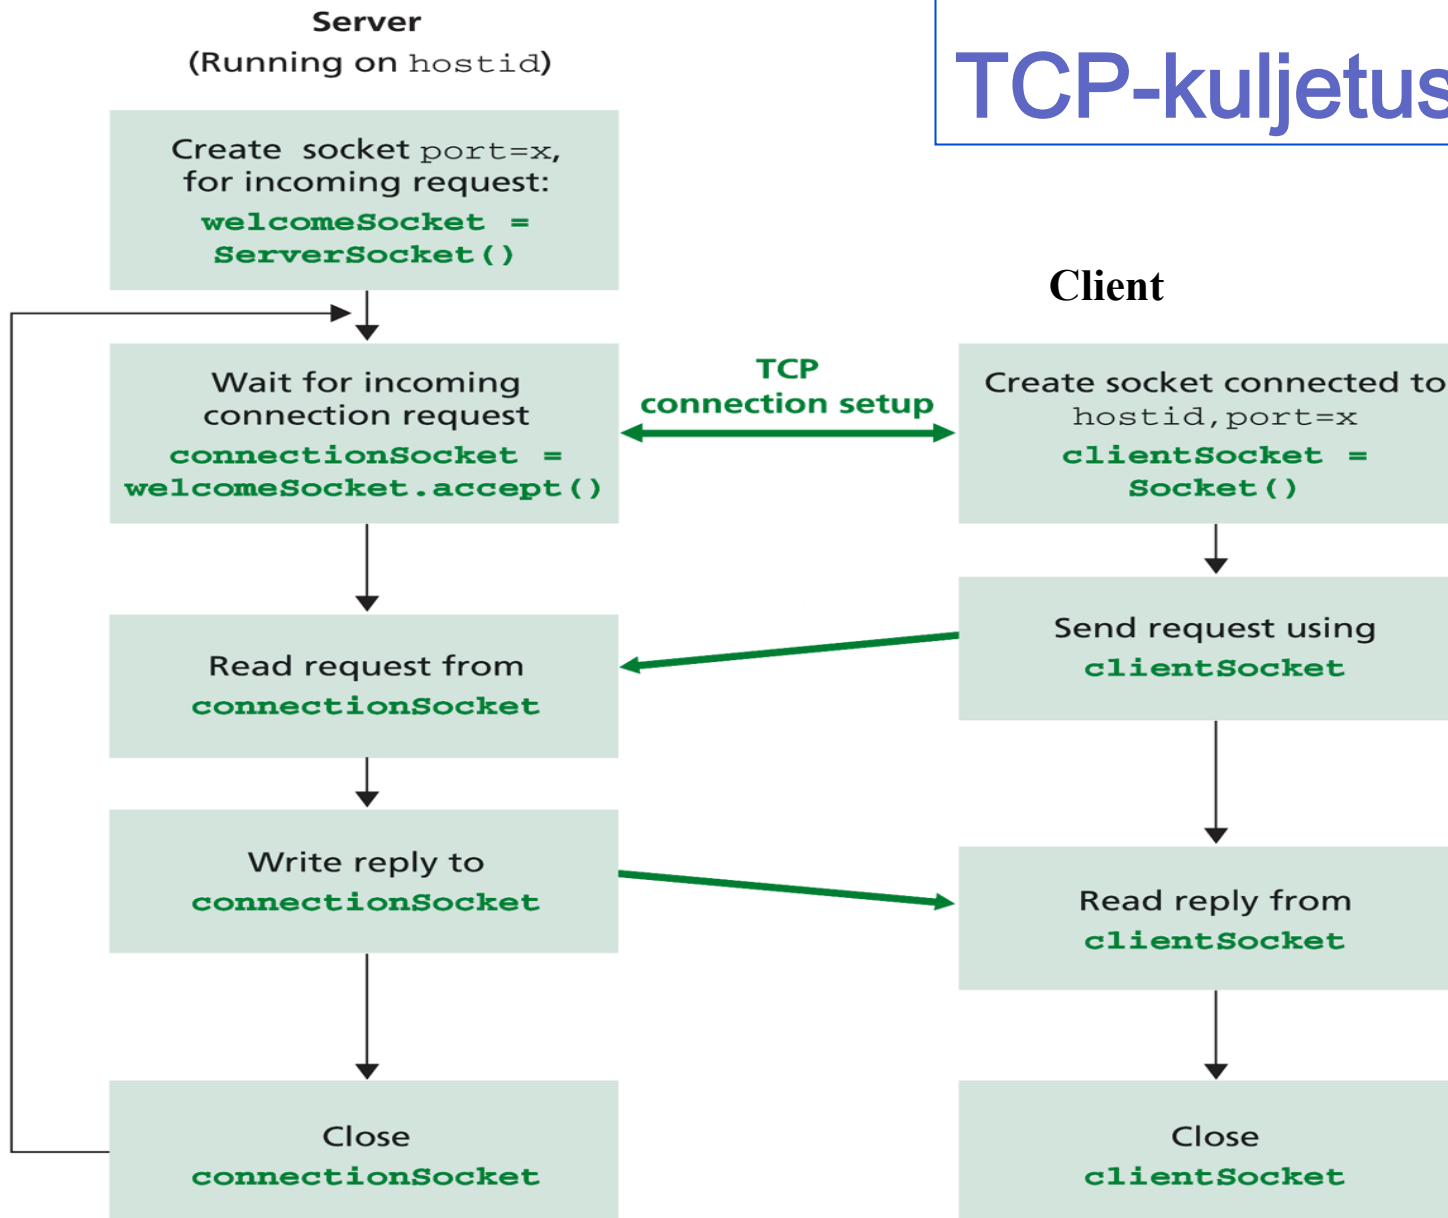 Server
(Running on hostid)
TCP-kuljetus
Create socket port=x,
for incoming request:
welcomeSocket =
ServerSocket()
Client
Wait for incoming
connection request
connectionSocket =
welcomeSocket.accept()
TCP
connection setup
Create socket connected to
hostid,port=x
clientSocket =
Socket()
Read request from
connectionSocket
Send request using
clientSocket
Write reply to
connectionSocket
Read reply from
clientSocket
Close
connectionSocket
Close
clientSocket